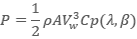 P = 1/2 ρAV_w^3 Cp(λ, β)